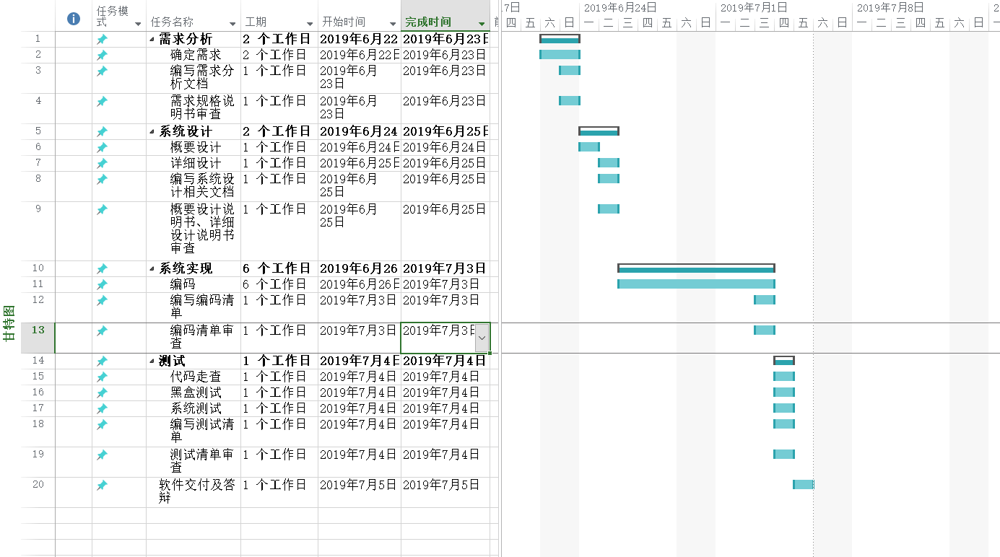 任务模
式
任务名称
工期
开始时间
完成时间
7日
2019年6月24日
2019年7月1日
2019年7月8日
2
四 五 六 日 一 二 三 四 五 六 日 一 二 三 四 五 六 日 一 二 三 四 五 六 日 一
甘特图
1 需求分析 2 个工作日 2019年6月22 2019年6月23日
2 确定需求 2 个工作日 2019年6月22日 2019年6月23日
3 编写需求分 1 个工作日 2019年6月 2019年6月23日
析文档 23日
4 需求规格说 1 个工作日 2019年6月 2019年6月23日
明书审查 23日
5 系统设计 2 个工作日 2019年6月24 2019年6月25日
6 概要设计 1 个工作日 2019年6月24日 2019年6月24日
7 详细设计 1 个工作日 2019年6月25日 2019年6月25日
8 编写系统设 1 个工作日 2019年6月 2019年6月25日
计相关文档 25日
9 概要设计说 1 个工作日 2019年6月 2019年6月25日
明书、详细 25日
设计说明书
审查
10 系统实现 6 个工作日 2019年6月26 2019年7月3日
11 编码 6 个工作日 2019年6月26日 2019年7月3日
12 编写编码清 1 个工作日 2019年7月3日 2019年7月3日
单
13 编码清单审 1 个工作日 2019年7月3日 2019年7月3日
查
14 测试 1 个工作日 2019年7月4日 2019年7月4日
15 代码走查 1 个工作日 2019年7月4日 2019年7月4日
16 黑盒测试 1 个工作日 2019年7月4日 2019年7月4日
17 系统测试 1 个工作日 2019年7月4日 2019年7月4日
18 编写测试清 1 个工作日 2019年7月4日 2019年7月4日
单
19 测试清单审 1 个工作日 2019年7月4日 2019年7月4日
查
20 软件交付及答 1 个工作日 2019年7月5日 2019年7月5日
辩